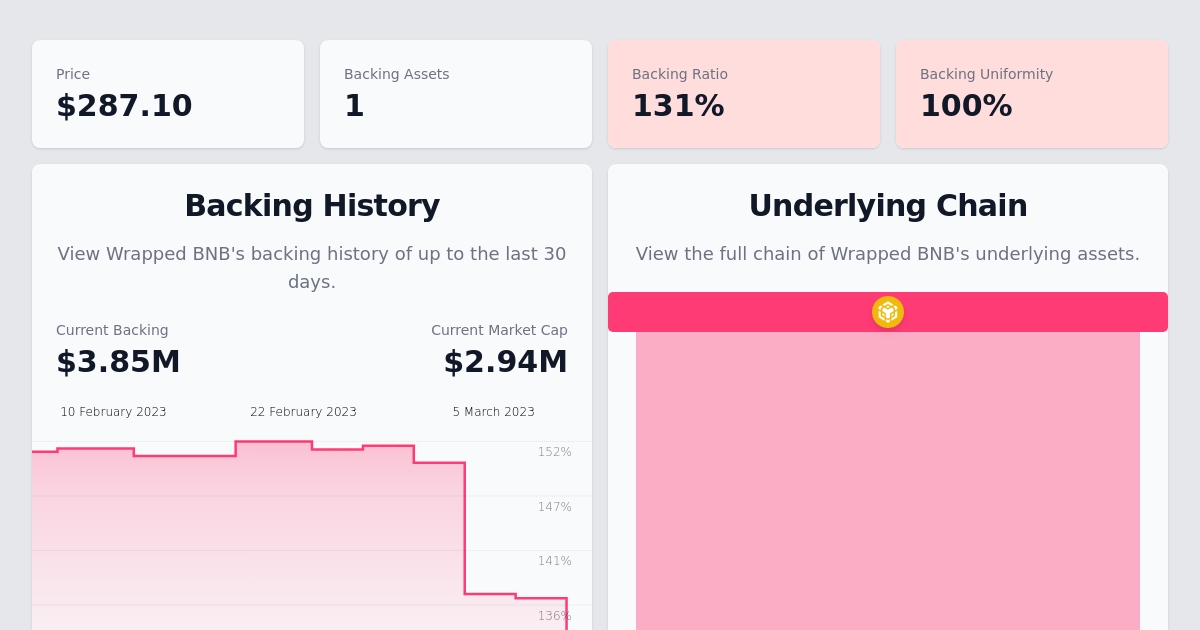 Price
$287.10
Backing Assets
1
Backing Ratio
131%
Backing Uniformity
100%
Backing History
View Wrapped BNB's backing history of up to the last 30
days.
Current Backing
$3.85M
Current Market Cap
$2.94M
10 February 2023
22 February 2023
5 March 2023
152%
147%
141%
136%
Underlying Chain
View the full chain of Wrapped BNB's underlying assets.